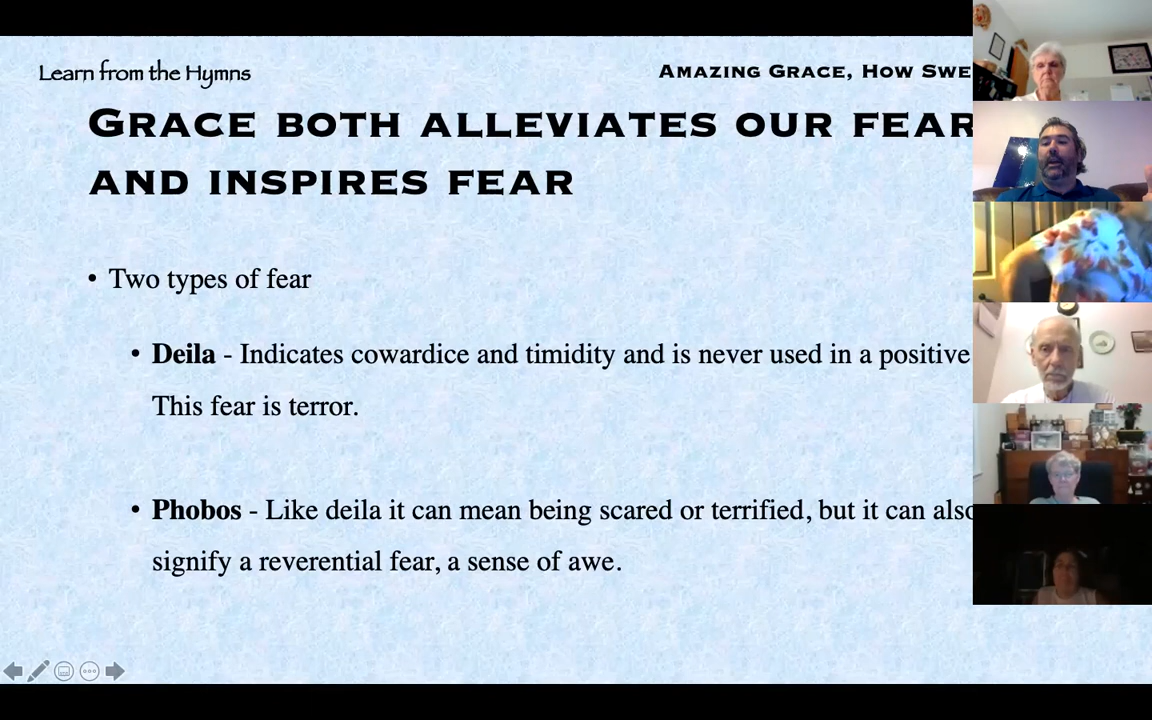 Learn from the Hymns
Amazing Grace, How Swe
Grace both alleviates our fear
and inspires fear
• Two types of fear
• Deila - Indicates cowardice and timidity and is never used in a positive
This fear is terror.
• Phobos - Like deila it can mean being scared or terrified, but it can also
signify a reverential fear, a sense of awe.